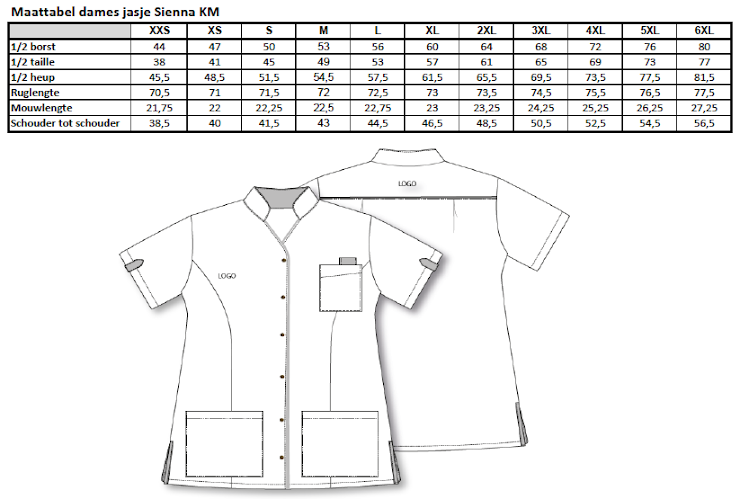 Maattabel dames jasje Sienna KM
XXS XS S M L XL 2XL 3XL 4XL 5XL 6XL
1/2 borst 44 47 50 53 56 60 64 68 72 76 80
1/2 taille 38 41 45 49 53 57 61 65 69 73 77
1/2 heup 45,5 48,5 51,5 54,5 57,5 61,5 65,5 69,5 73,5 77,5 81,5
Ruglengte 70,5 71 71,5 72 72,5 73 73,5 74,5 75,5 76,5 77,5
Mouwlengte 21,75 22 22,25 22,5 22,75 23 23,25 24,25 25,25 26,25 27,25
Schouder tot schouder 38,5 40 41,5 43 44,5 46,5 48,5 50,5 52,5 54,5 56,5
LOGO
LOGO